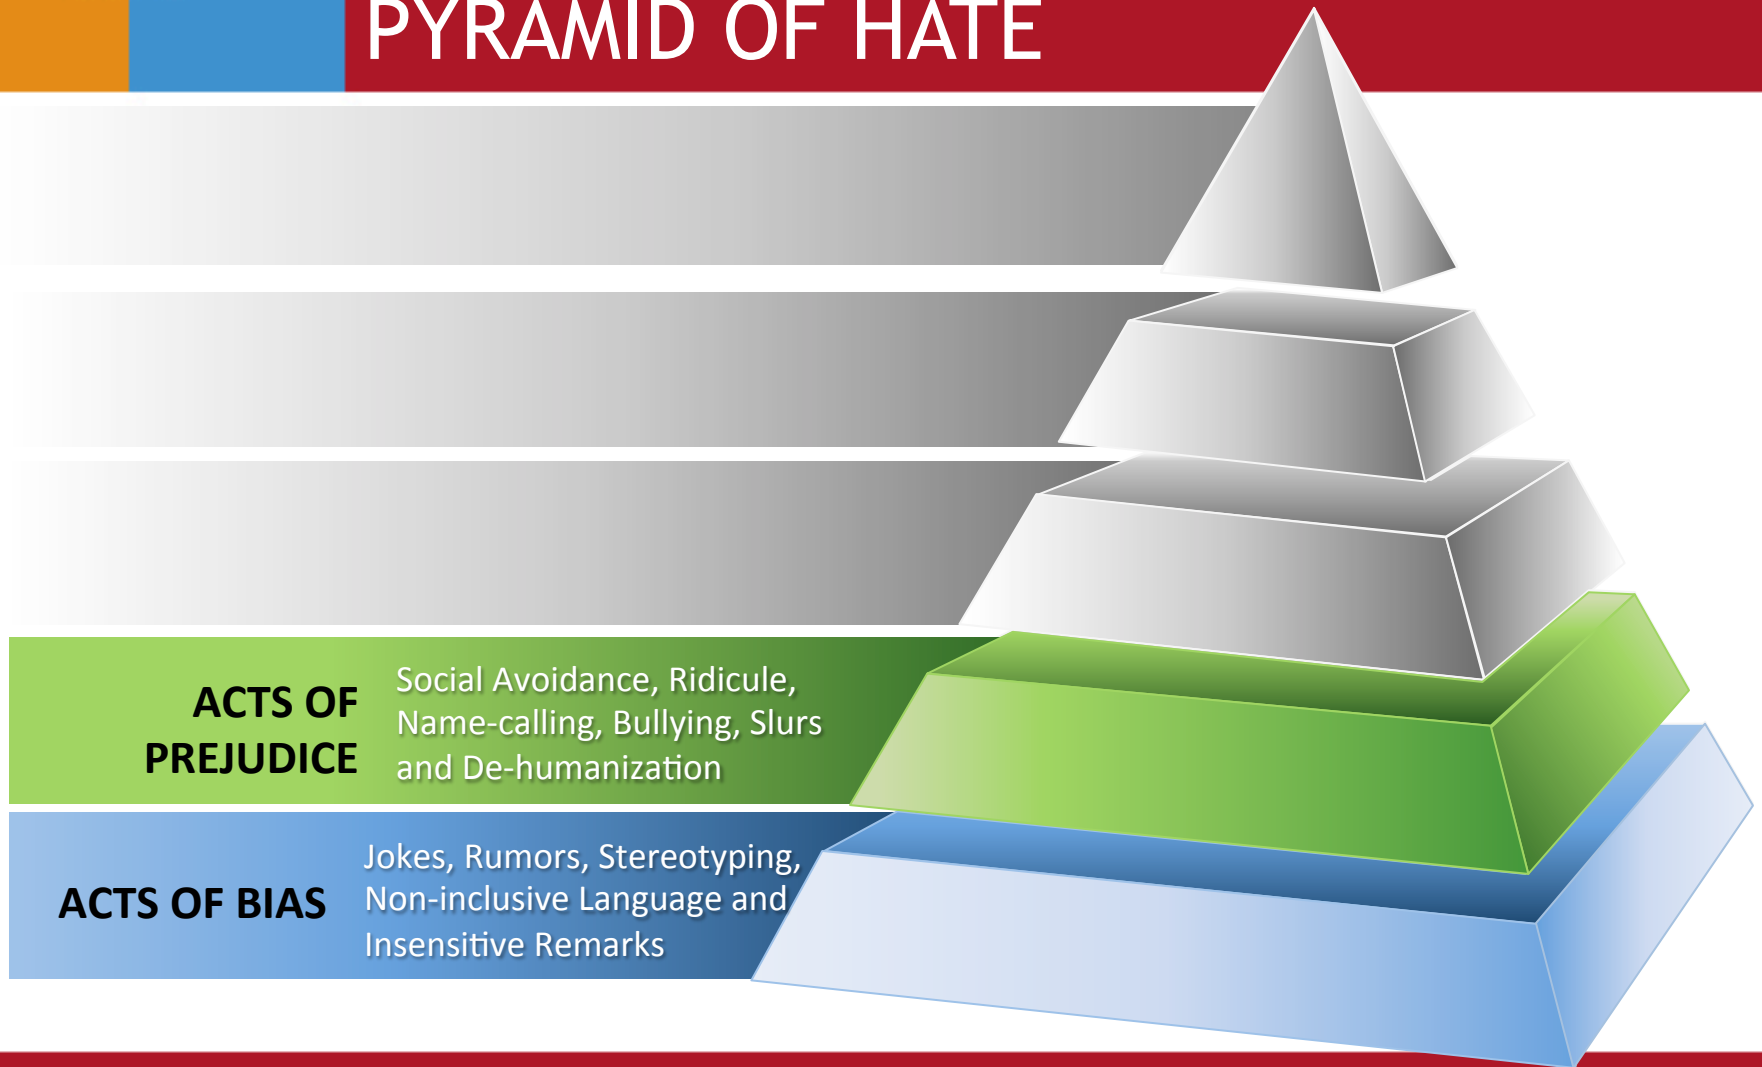 PYRAMID OF HATE
ACTS OF
PREJUDICE
Social Avoidance, Ridicule,
Name-calling, Bullying, Slurs
and De-humanization
ACTS OF BIAS
Jokes, Rumors, Stereotyping,
Non-inclusive Language and
Insensitive Remarks